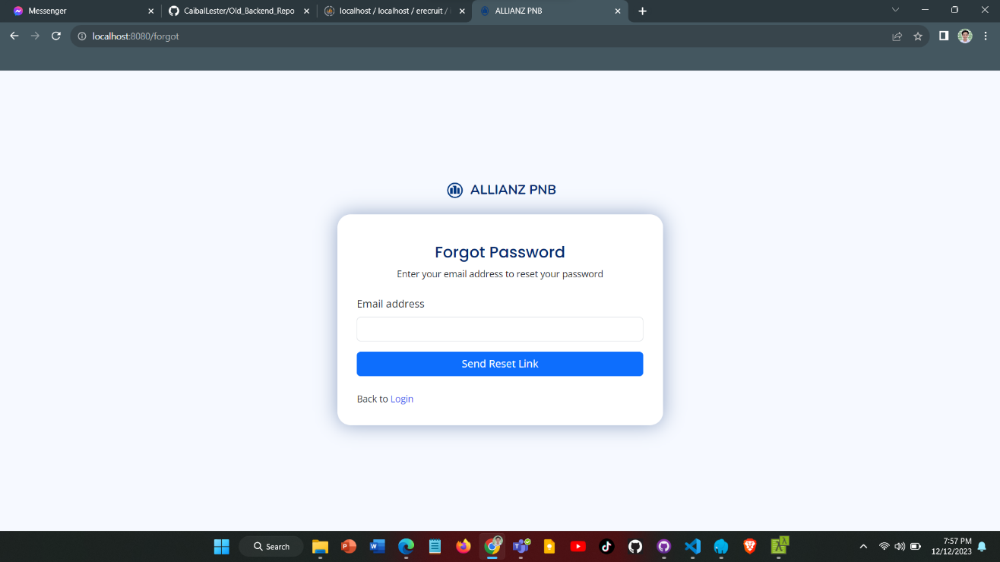 Messenger
CaibalLester/Old_Backend_Repo
localhost / localhost / erecruit /
ALLIANZ PNB
localhost:8080/forgot
ALLIANZ PNB
Forgot Password
Enter your email address to reset your password
Email address
Send Reset Link
Back to Login
Search
7:57 PM
12/12/2023